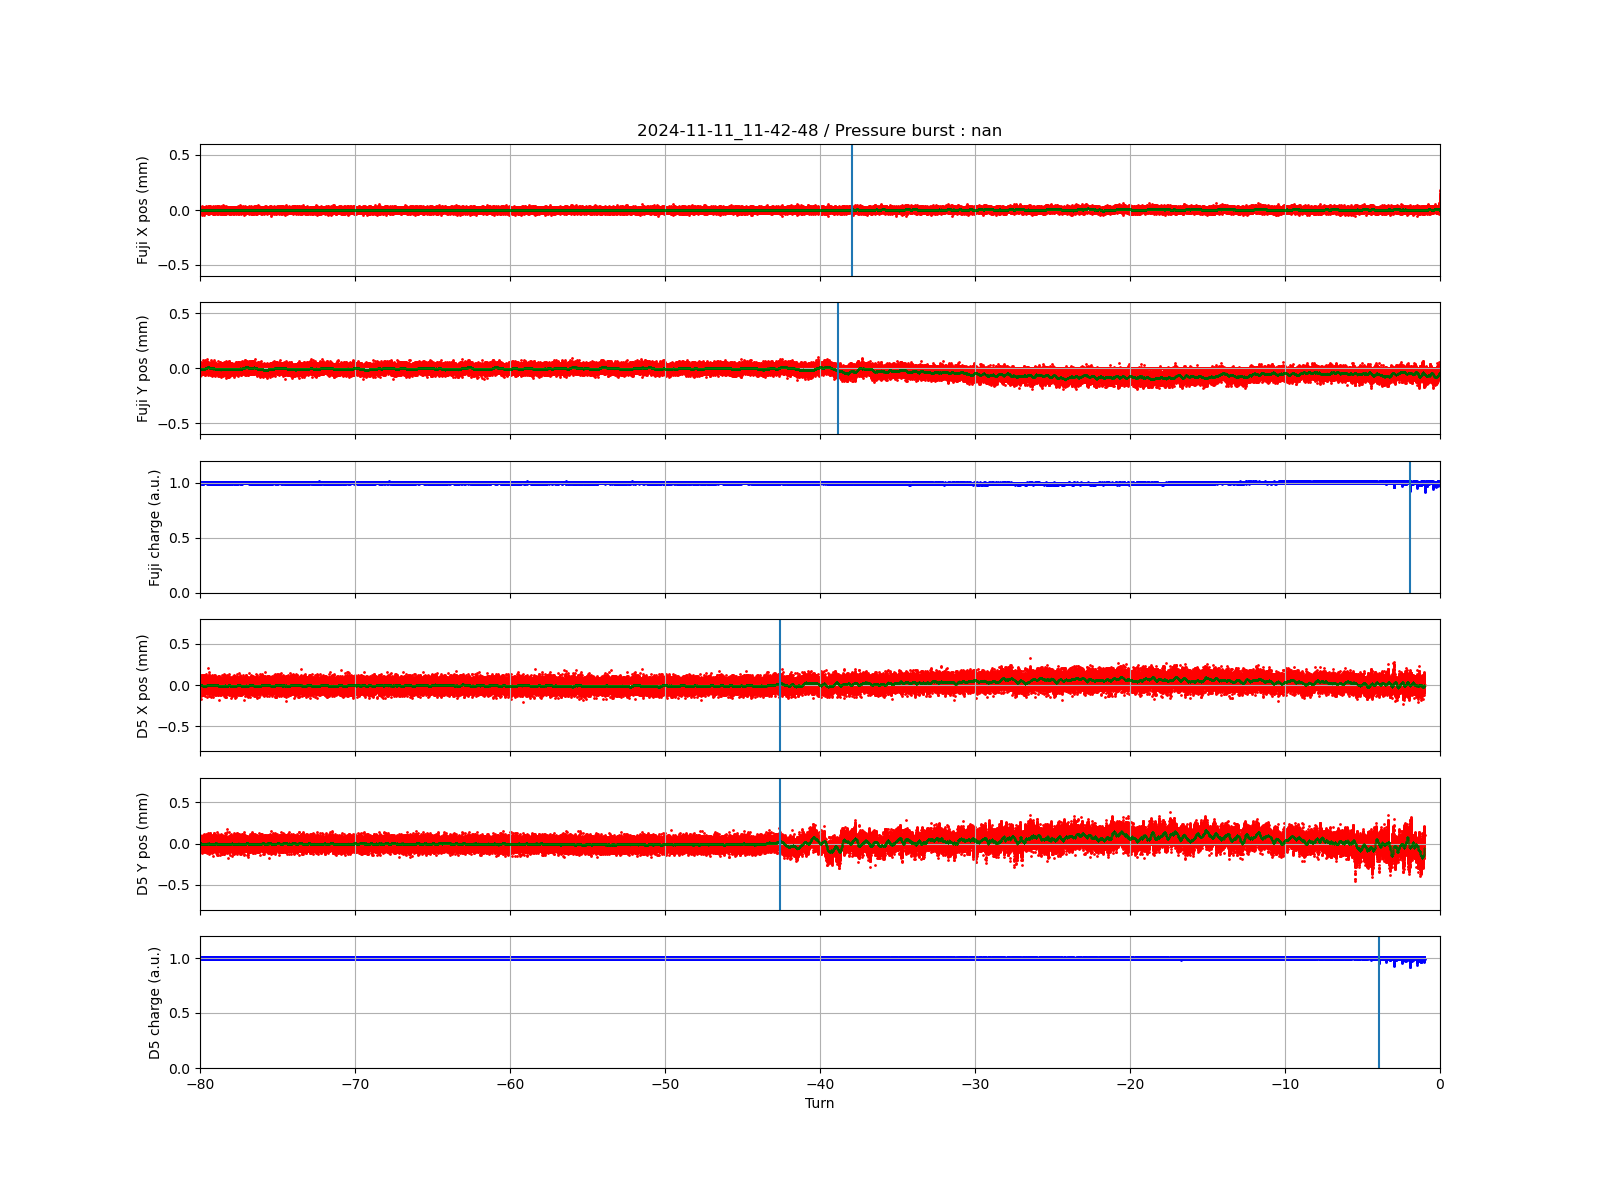 2024-11-11_11-42-48 / Pressure burst : nan
Fuji X pos (mm)
0.5
0.0
−0.5
Fuji Y pos (mm)
0.5
0.0
−0.5
Fuji charge (a.u.)
1.0
0.5
0.0
D5 X pos (mm)
0.5
0.0
−0.5
D5 Y pos (mm)
0.5
0.0
−0.5
D5 charge (a.u.)
1.0
0.5
0.0
−80 −70 −60 −50 −40 −30 −20 −10 0
Turn